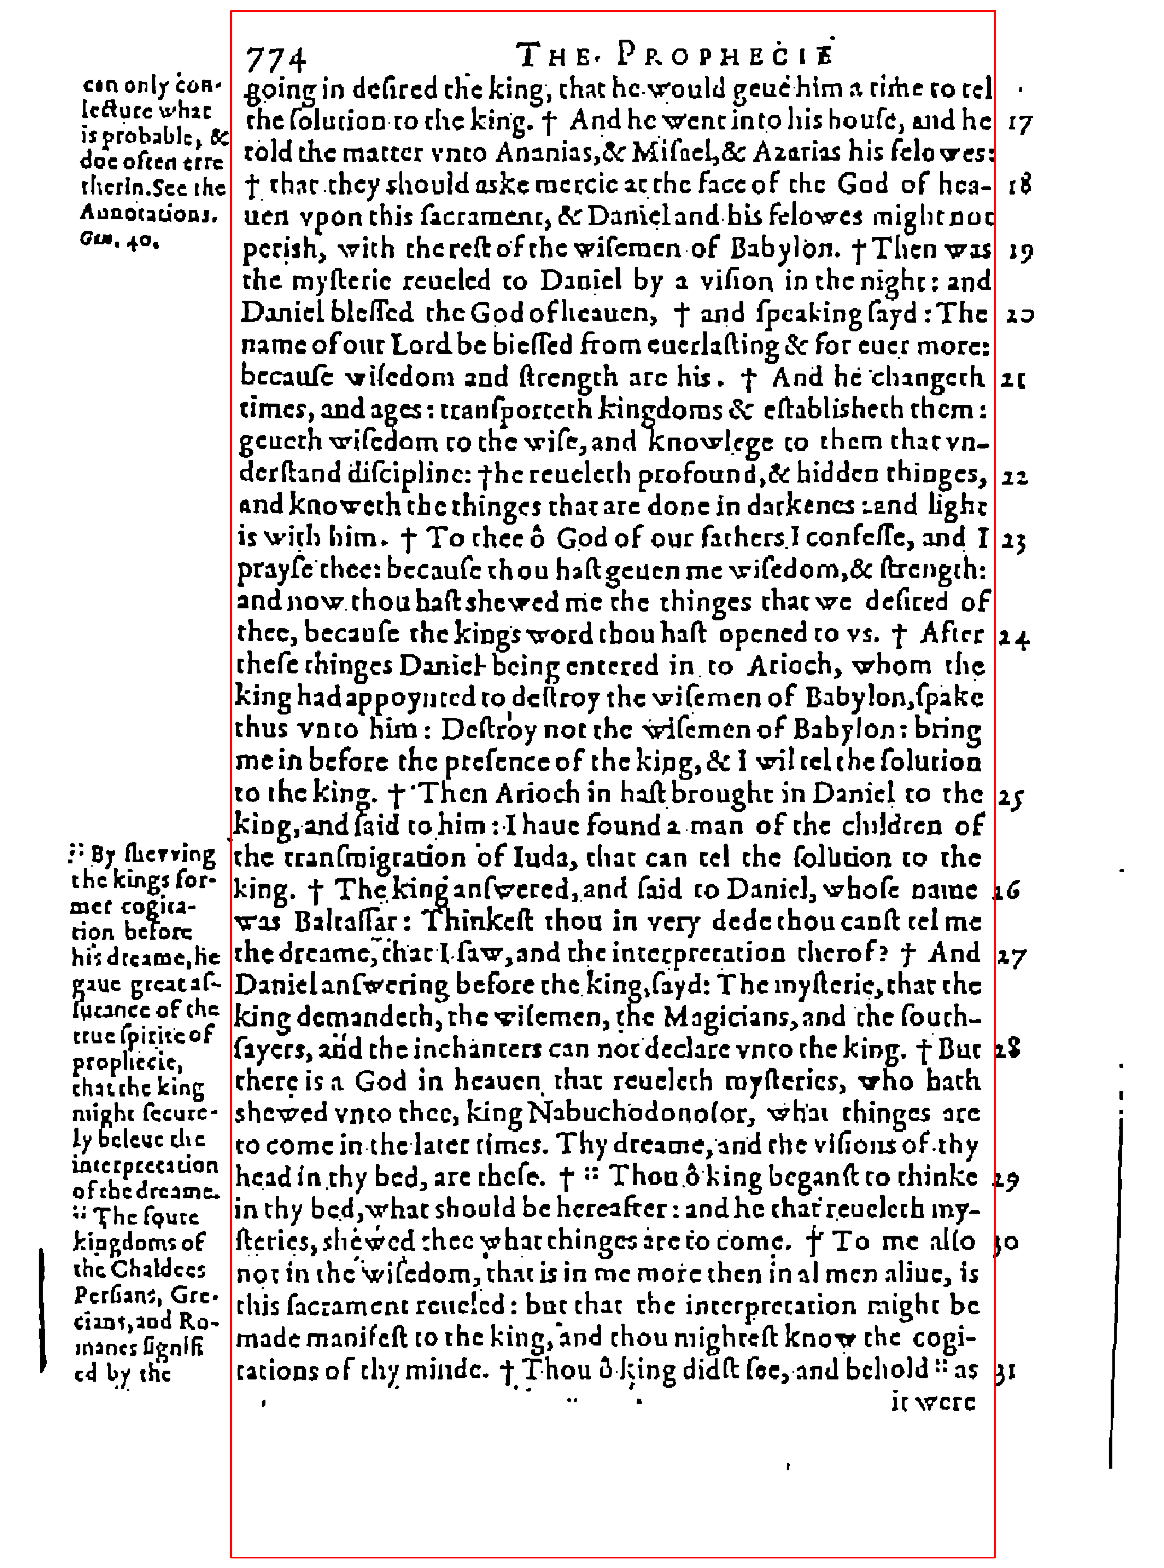 774 THE PROPHECIE
can only con-
iecture what
is probable, &
doe often erre
therin. See the
Annotations.
Gen. 40.
going in desired the king, that he would geue him a time to tel
the solution to the king. † And he went into his house, and he 17
told the matter vnto Ananias, & Misael, & Azarias his felowes:
† that they should aske mercie at the face of the God of hea- 18
uen vpon this sacrament, & Daniel and his felowes might not
perish, with the rest of the wisemen of Babylon. † Then was 19
the mysterie reueled to Daniel by a vision in the night: and
Daniel blessed the God of heauen, † and speaking sayd: The 20
name of our Lord be blessed from euerlasting & for euer more:
because wisedom and strength are his. † And he changeth 21
times, and ages: transporteth kingdoms & establisheth them:
geueth wisedom to the wise, and knowlege to them that vn-
derstand discipline: † he reueleth profound, & hidden thinges, 22
and knoweth the thinges that are done in darkenes: and light
is with him. † To thee ô God of our fathers I confesse, and I 23
prayse thee: because thou hast geuen me wisedom, & strength:
and now thou hast shewed me the thinges that we desired of
thee, because the kings word thou hast opened to vs. † After 24
these thinges Daniel being entered in to Arioch, whom the
king had appoynted to destroy the wisemen of Babylon, spake
thus vnto him: Destroy not the wisemen of Babylon: bring
me in before the presence of the king, & I wil tel the solution
to the king. † Then Arioch in hast brought in Daniel to the 25
king, and said to him: I haue found a man of the children of
the transmigration of Iuda, that can tel the solution to the
king. † The king answered, and said to Daniel, whose name 26
was Baltassar: Thinkest thou in very dede thou canst tel me
the dreame, that I saw, and the interpretation therof? † And 27
Daniel answering before the king, sayd: The mysterie, that the
king demandeth, the wisemen, the Magicians, and the south-
sayers, and the inchanters can not declare vnto the king. † But 28
there is a God in heauen that reueleth mysteries, who hath
shewed vnto thee, king Nabuchodonosor, what thinges are
to come in the later times. Thy dreame, and the visions of thy
head in thy bed, are these. † :: Thou ô king beganst to thinke 29
in thy bed, what should be hereafter: and he that reueleth my-
steries, shewed thee what thinges are to come. † To me also 30
not in the wisedom, that is in me more then in al men aliue, is
this sacrament reueled: but that the interpretation might be
made manifest to the king, and thou mightest know the cogi-
tations of thy minde. † Thou ô king didst see, and behold :: as 31
it were
:: By shewing
the kings for-
mer cogita-
tion before
his dreame, he
gaue great as-
surance of the
true spirite of
prophecie,
that the king
might secure-
ly beleue the
interpretation
of the dreame.
:: The foure
kingdoms of
the Chaldees
Persians, Gre-
cians, and Ro-
manes signifi
ed by the